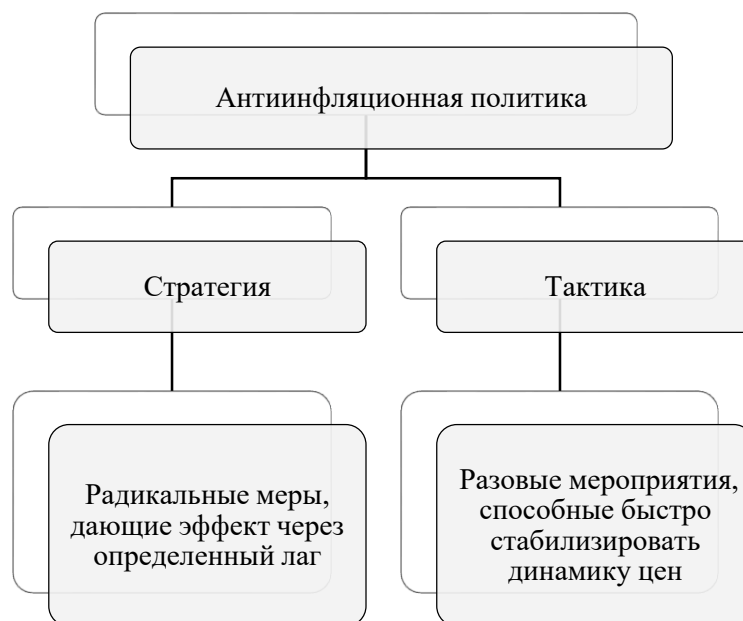 Антиинфляционная политика
Стратегия
Тактика
Радикальные меры,
дающие эффект через
определенный лаг
Разовые мероприятия,
способные быстро
стабилизировать
динамику цен